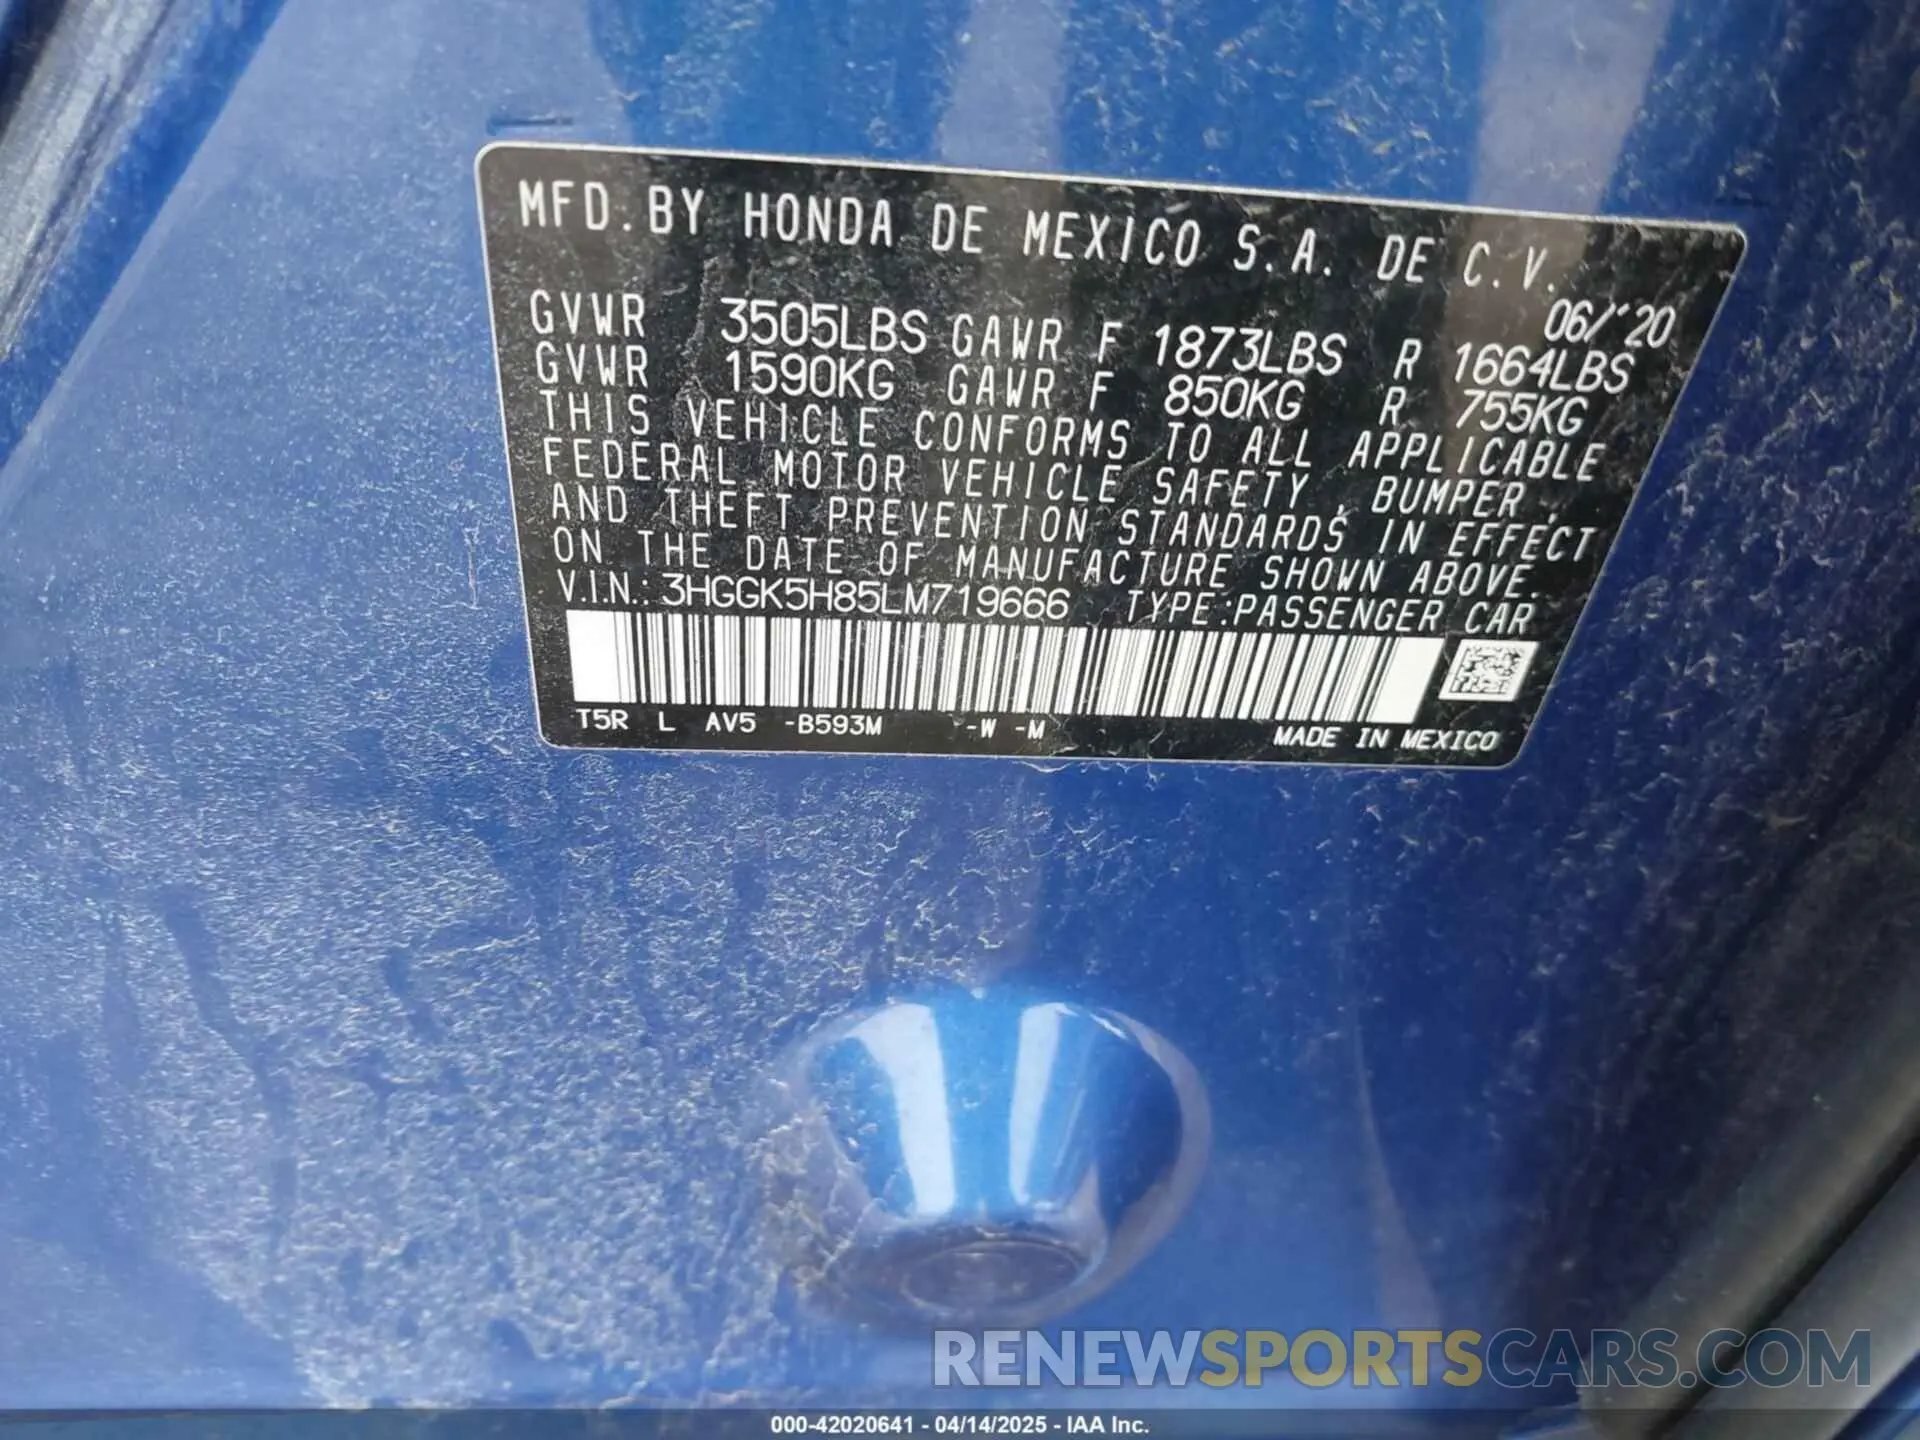 MFD. BY HONDA DE MEXICO S.A. DE C.V.
06/'20
GVWR 3505LBS GAWR F 1873LBS R 1664LBS
GVWR 1590KG GAWR F 850KG R 755KG
THIS VEHICLE CONFORMS TO ALL APPLICABLE
FEDERAL MOTOR VEHICLE SAFETY, BUMPER,
AND THEFT PREVENTION STANDARDS IN EFFECT
ON THE DATE OF MANUFACTURE SHOWN ABOVE.
V.I.N.: 3HGGK5H85LM719666 TYPE:PASSENGER CAR
T5R L AV5 -B593M -W -M MADE IN MEXICO
RENEWSPORTSCARS.COM
000-42020641 - 04/14/2025 - IAA Inc.